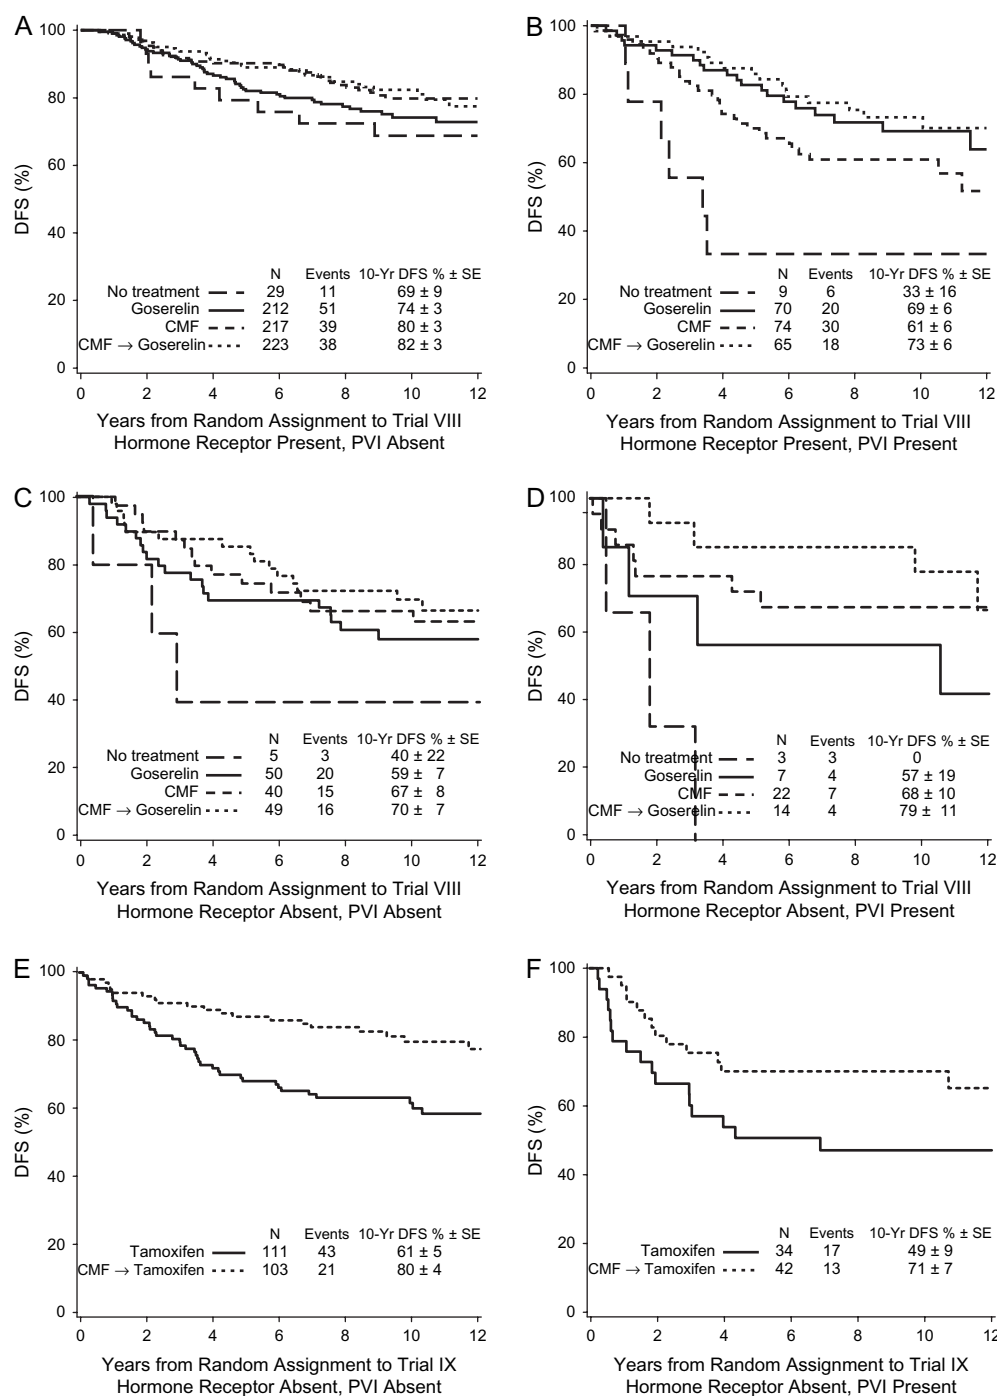 A
100
80
60
40
20
0
DFS (%)
N Events 10-Yr DFS % ± SE
No treatment 29 11 69 ± 9
Goserelin 212 51 74 ± 3
CMF 217 39 80 ± 3
CMF → Goserelin 223 38 82 ± 3
0 2 4 6 8 10 12
Years from Random Assignment to Trial VIII
Hormone Receptor Present, PVI Absent
B
100
80
60
40
20
0
DFS (%)
N Events 10-Yr DFS % ± SE
No treatment 9 6 33 ± 16
Goserelin 70 20 69 ± 6
CMF 74 30 61 ± 6
CMF → Goserelin 65 18 73 ± 6
0 2 4 6 8 10 12
Years from Random Assignment to Trial VIII
Hormone Receptor Present, PVI Present
C
100
80
60
40
20
0
DFS (%)
N Events 10-Yr DFS % ± SE
No treatment 5 3 40 ± 22
Goserelin 50 20 59 ± 7
CMF 40 15 67 ± 8
CMF → Goserelin 49 16 70 ± 7
0 2 4 6 8 10 12
Years from Random Assignment to Trial VIII
Hormone Receptor Absent, PVI Absent
D
100
80
60
40
20
0
DFS (%)
N Events 10-Yr DFS % ± SE
No treatment 3 3 0
Goserelin 7 4 57 ± 19
CMF 22 7 68 ± 10
CMF → Goserelin 14 4 79 ± 11
0 2 4 6 8 10 12
Years from Random Assignment to Trial VIII
Hormone Receptor Absent, PVI Present
E
100
80
60
40
20
0
DFS (%)
N Events 10-Yr DFS % ± SE
Tamoxifen 111 43 61 ± 5
CMF → Tamoxifen 103 21 80 ± 4
0 2 4 6 8 10 12
Years from Random Assignment to Trial IX
Hormone Receptor Absent, PVI Absent
F
100
80
60
40
20
0
DFS (%)
N Events 10-Yr DFS % ± SE
Tamoxifen 34 17 49 ± 9
CMF → Tamoxifen 42 13 71 ± 7
0 2 4 6 8 10 12
Years from Random Assignment to Trial IX
Hormone Receptor Absent, PVI Present